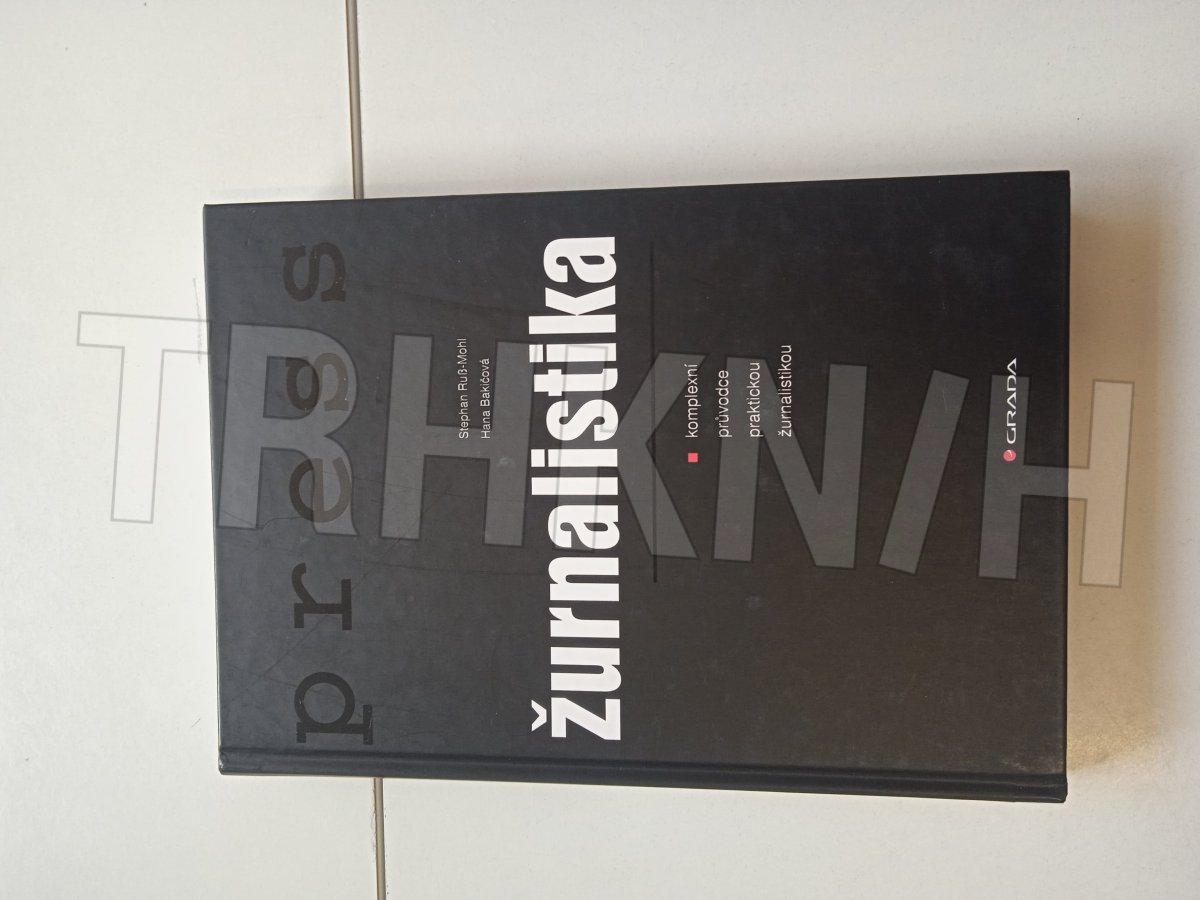 press
Stephan Ruß-Mohl
Hana Bakičová
žurnalistika
komplexní
průvodce
praktickou
žurnalistikou
GRADA
TRHKNIH